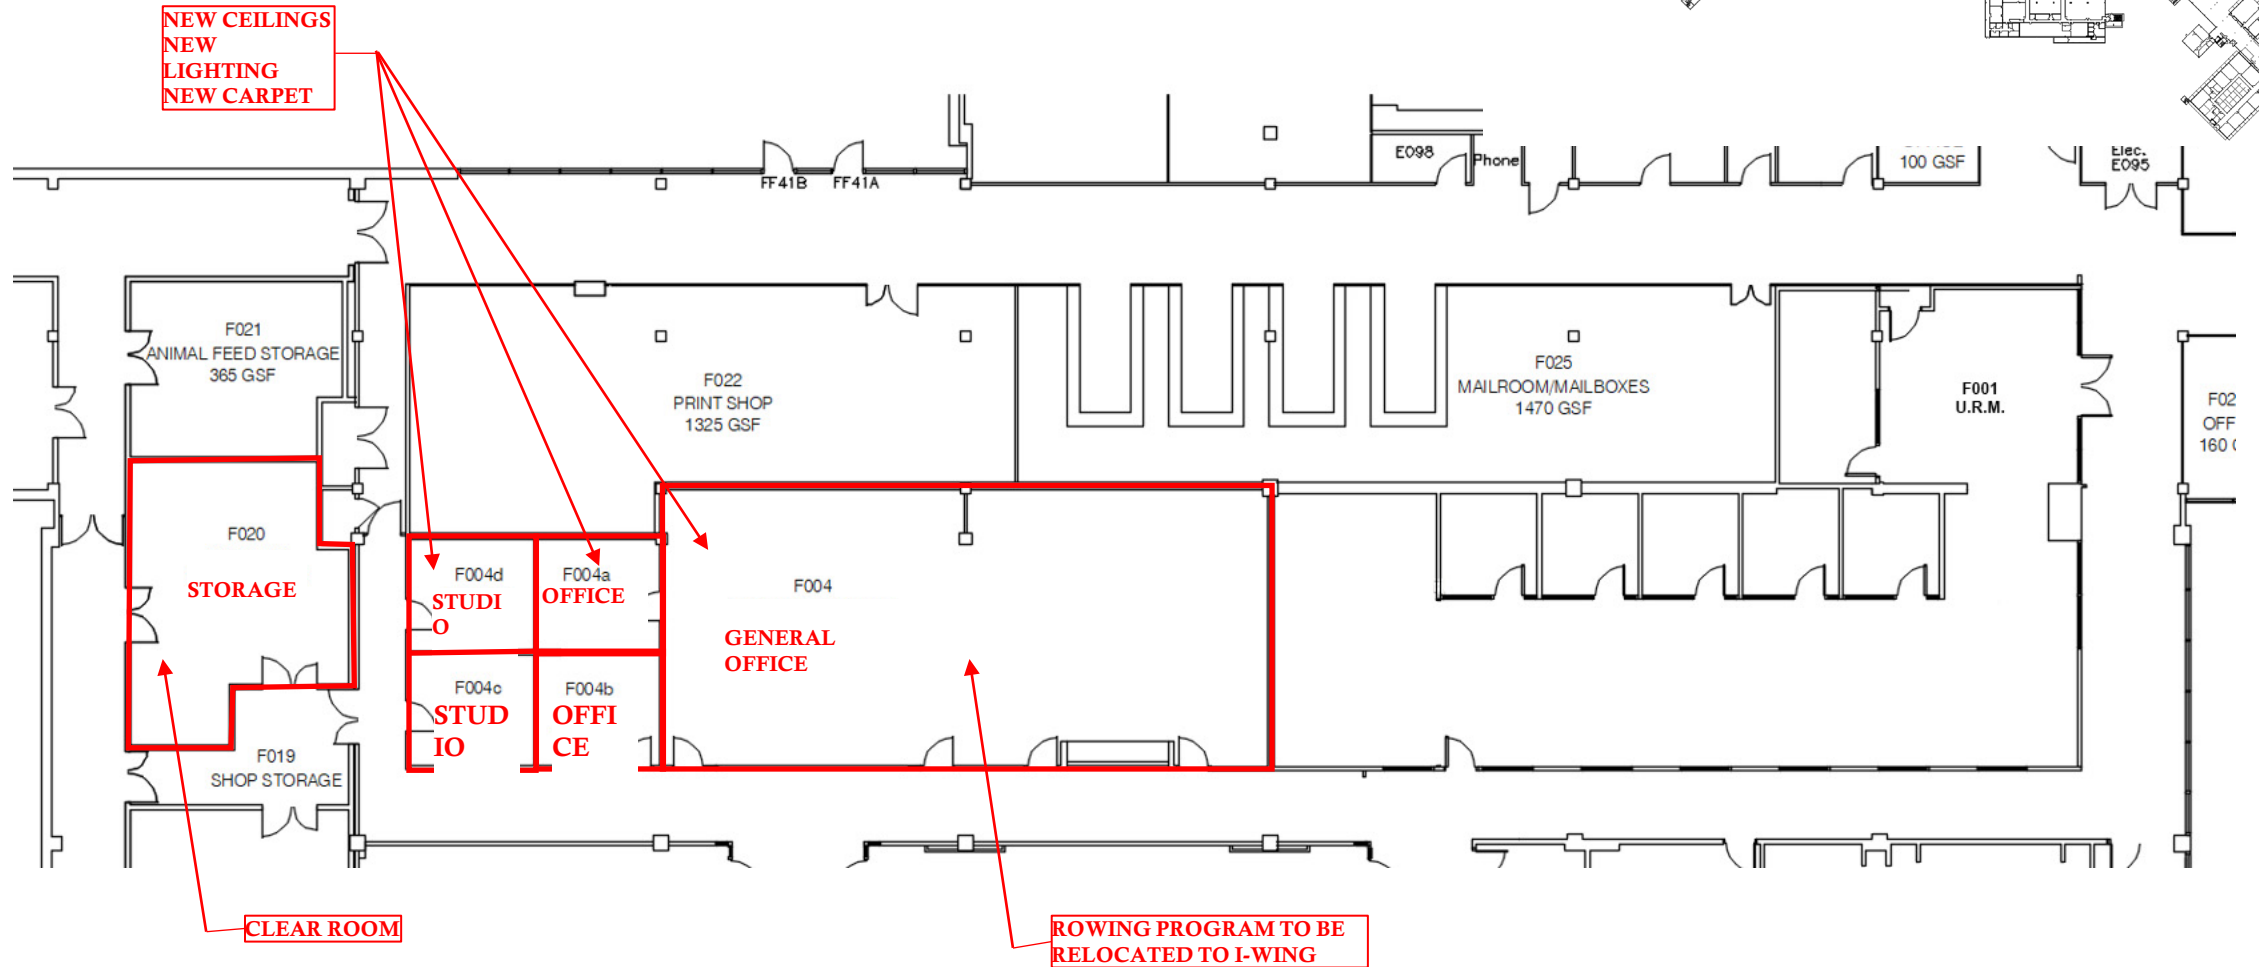 NEW CEILINGS
NEW
LIGHTING
NEW CARPET
E098
Phone
100 GSF
Elec.
E095
FF41B
FF41A
F021
ANIMAL FEED STORAGE
365 GSF
F022
PRINT SHOP
1325 GSF
F025
MAILROOM/MAILBOXES
1470 GSF
F001
U.R.M.
F02
OFF
160
F020
STORAGE
F004d
STUDI
O
F004a
OFFICE
F004
GENERAL
OFFICE
F004c
STUD
IO
F004b
OFFI
CE
F019
SHOP STORAGE
CLEAR ROOM
ROWING PROGRAM TO BE
RELOCATED TO I-WING